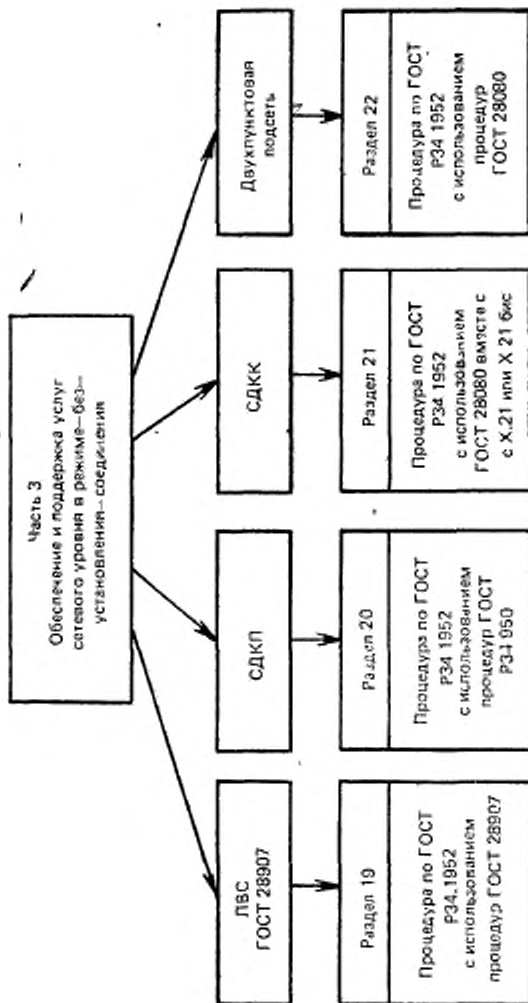 Часть 3
Обеспечение и поддержка услуг
сетевого уровня в режиме—без—
установления—соединения
ЛВС
ГОСТ 28907
СДКП
СДКК
Двухпунктовая
подсеть
Раздел 19
Процедура по ГОСТ
Р34.1952
с использованием
процедур ГОСТ 28907
Раздел 20
Процедура по ГОСТ
Р34 1952
с использованием
процедур ГОСТ
Р34 950
Раздел 21
Процедура по ГОСТ
Р34 1952
с использованием
ГОСТ 28080 вместе с
с X.21 или X 21 бис
Раздел 22
Процедура по ГОСТ
Р34 1952
с использованием
процедур
ГОСТ 28080